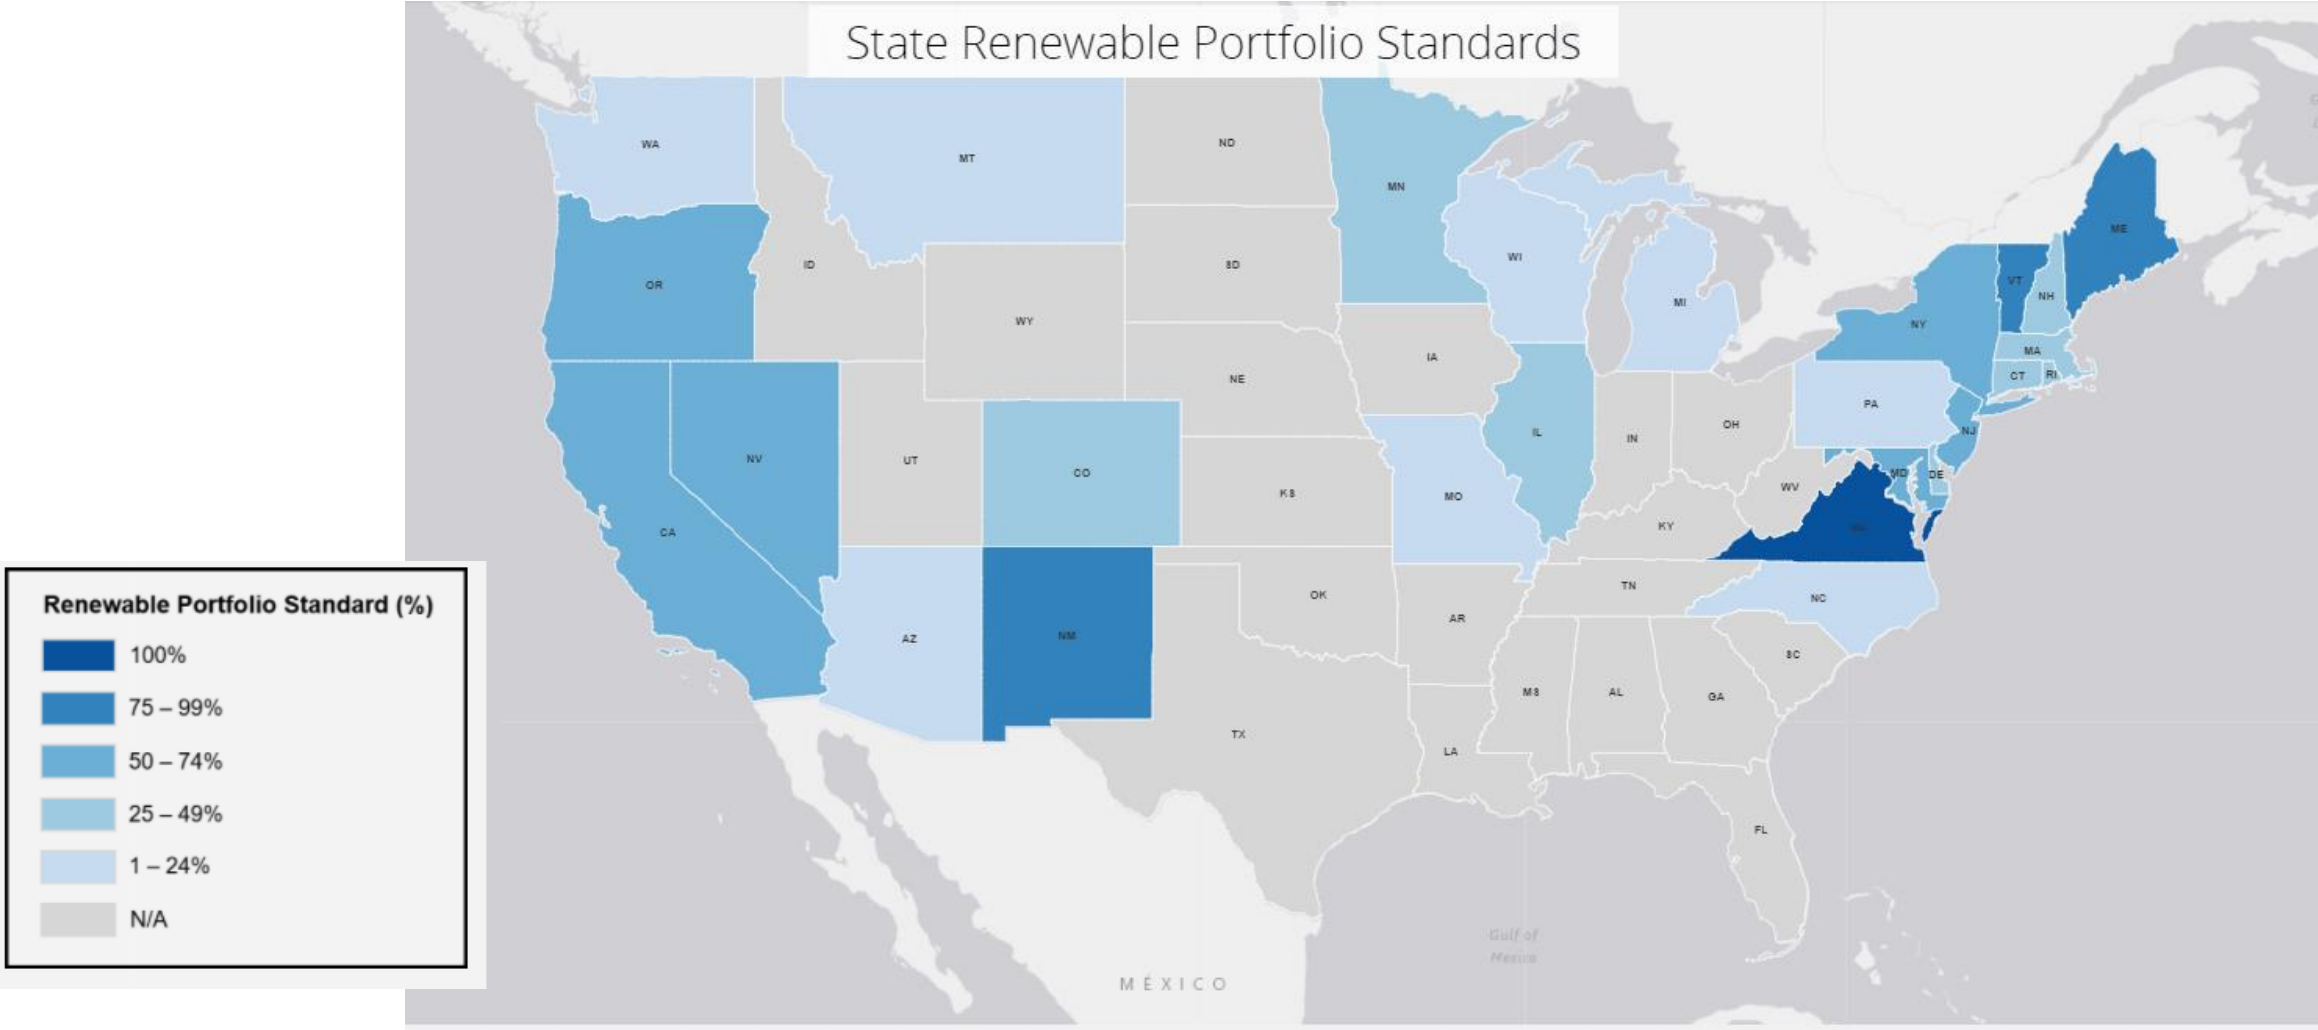 State Renewable Portfolio Standards
WA
MT
ND
MN
OR
ID
SD
WI
MI
ME
VT
NH
NY
WY
IA
MA
CT
RI
NE
PA
NV
UT
CO
IL
IN
OH
NJ
KS
MO
WV
MD
DE
CA
KY
AZ
NM
OK
AR
TN
NC
SC
MS
AL
GA
TX
LA
FL
Gulf of
Mexico
MÉXICO
Renewable Portfolio Standard (%)
100%
75 – 99%
50 – 74%
25 – 49%
1 – 24%
N/A